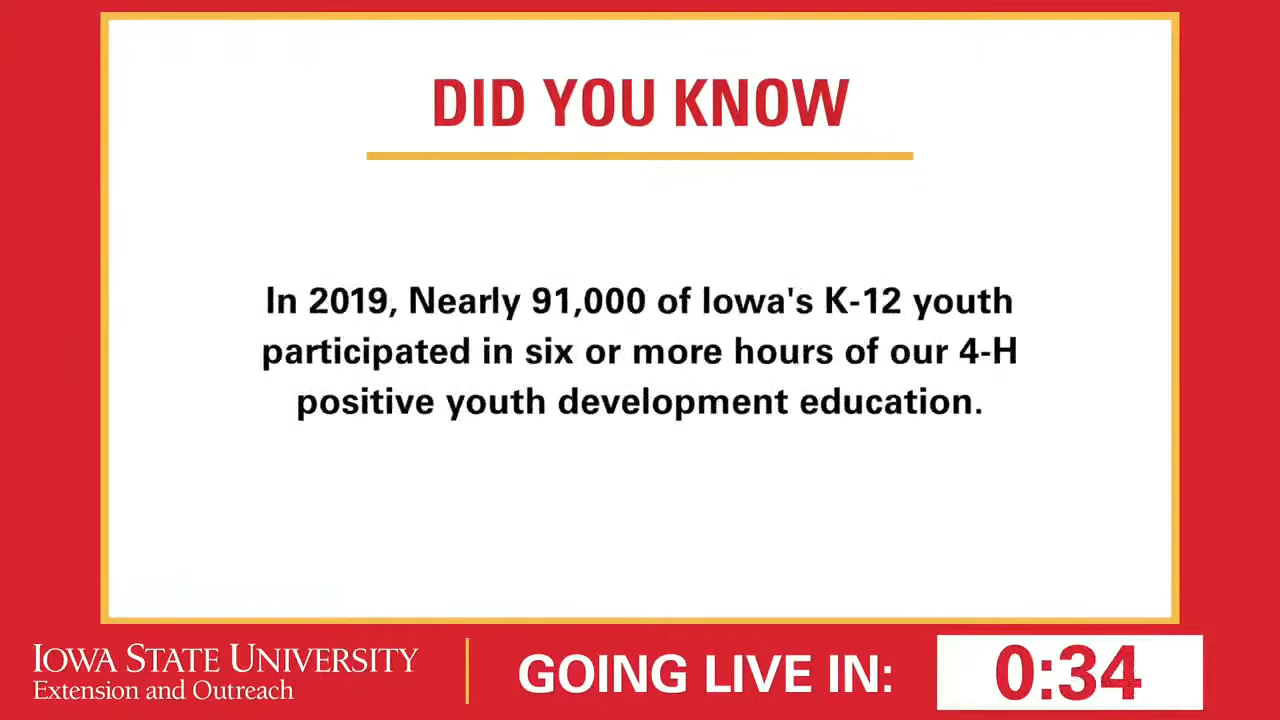 DID YOU KNOW
In 2019, Nearly 91,000 of Iowa's K-12 youth
participated in six or more hours of our 4-H
positive youth development education.
IOWA STATE UNIVERSITY
Extension and Outreach
GOING LIVE IN:
0:34